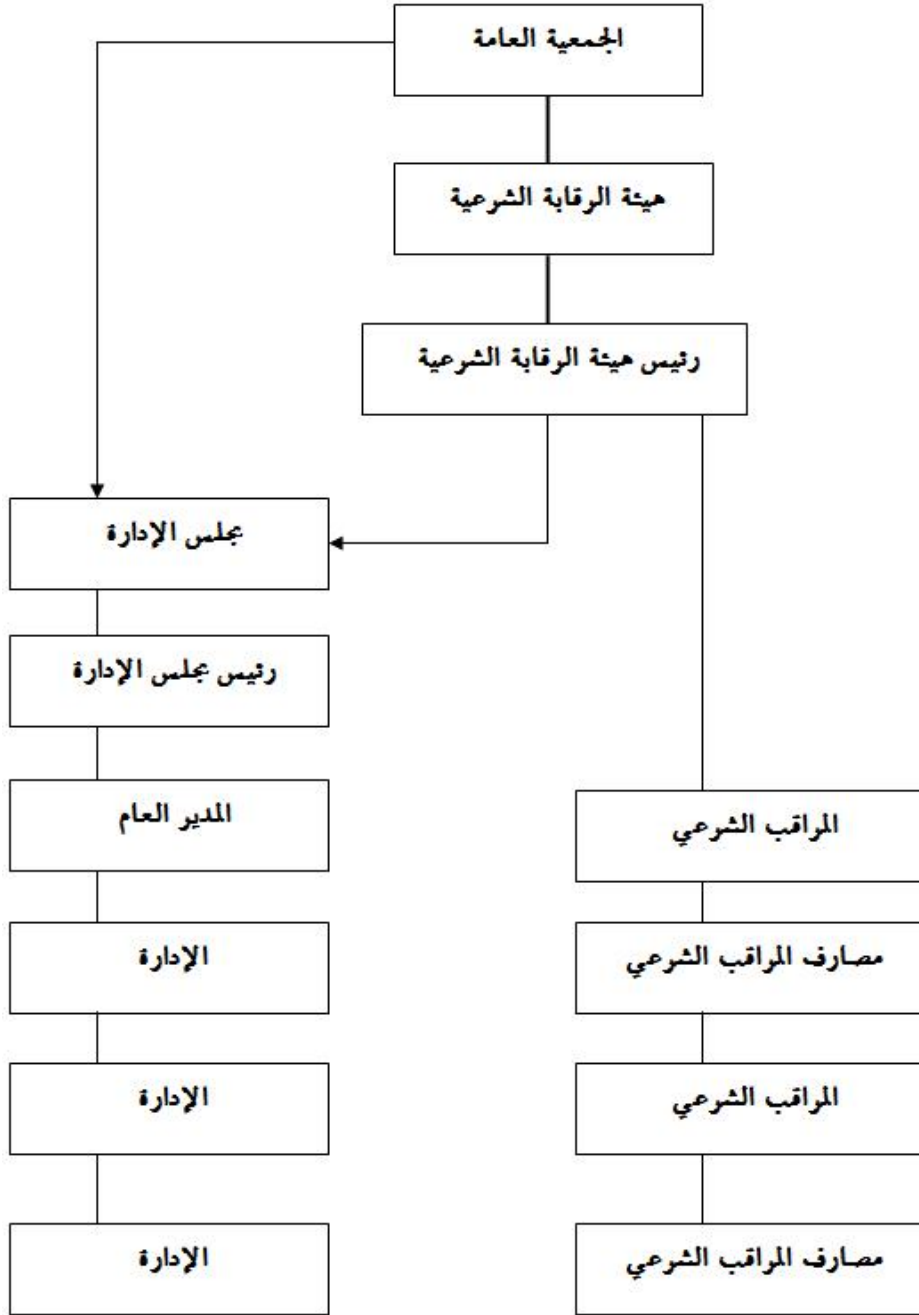 الجمعية العامة
هيئة الرقابة الشرعية
رئيس هيئة الرقابة الشرعية
مجلس الإدارة
رئيس مجلس الإدارة
المدير العام
المراقب الشرعي
الإدارة
مصارف المراقب الشرعي
الإدارة
المراقب الشرعي
الإدارة
مصارف المراقب الشرعي